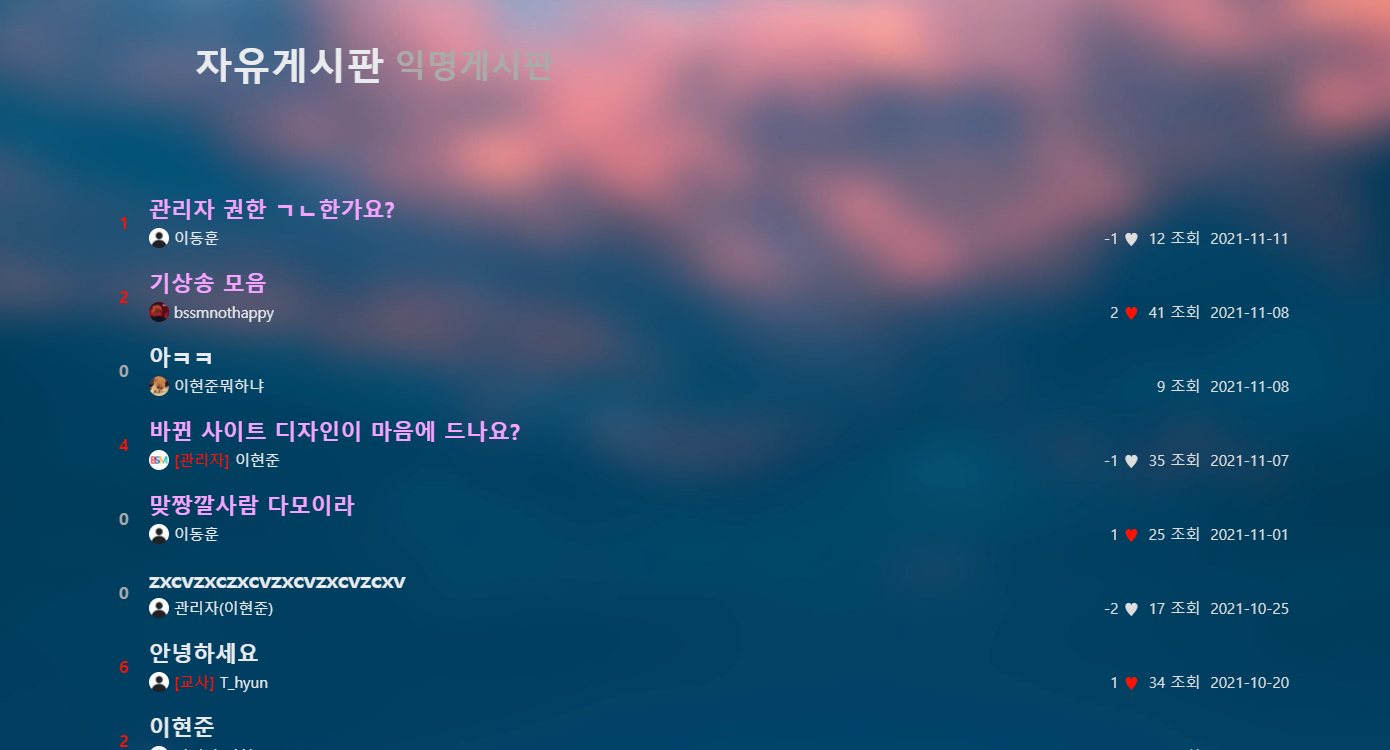 자유게시판 익명게시판
1 관리자 권한 ㄱㄴ한가요?
이동훈 -1 ♥ 12 조회 2021-11-11
2 기상송 모음
bssmnothappy 2 ♥ 41 조회 2021-11-08
0 아ㅋㅋ
이현준뭐하냐 9 조회 2021-11-08
4 바뀐 사이트 디자인이 마음에 드나요?
BSM [관리자] 이현준 -1 ♥ 35 조회 2021-11-07
0 맞짱깔사람 다모이라
이동훈 1 ♥ 25 조회 2021-11-01
0 zxcvzxczxcvzxcvzxcvzcxv
관리자(이현준) -2 ♥ 17 조회 2021-10-25
6 안녕하세요
[교사] T_hyun 1 ♥ 34 조회 2021-10-20
2 이현준